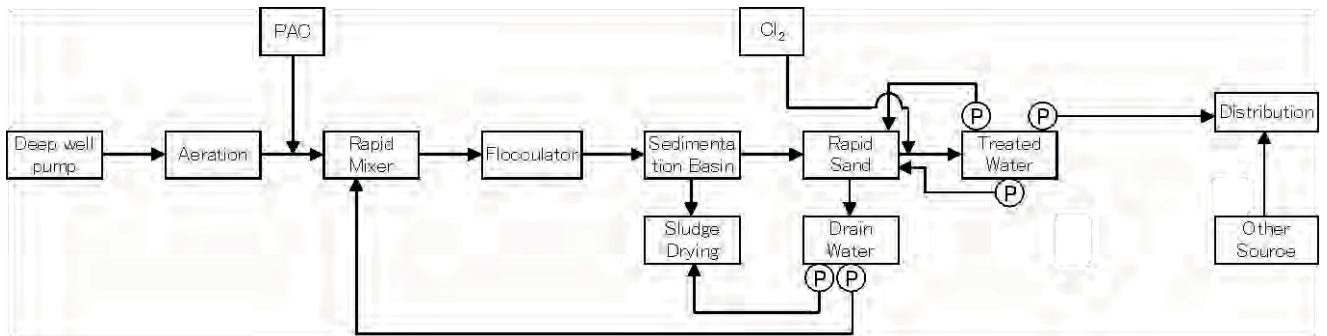 PAC
Cl₂
P
P
Distribution
Deep well
pump
Aeration
Rapid
Mixer
Flocculator
Sedimenta
tion Basin
Rapid
Sand
Treated
Water
P
Sludge
Drying
Drain
Water
Other
Source
P
P